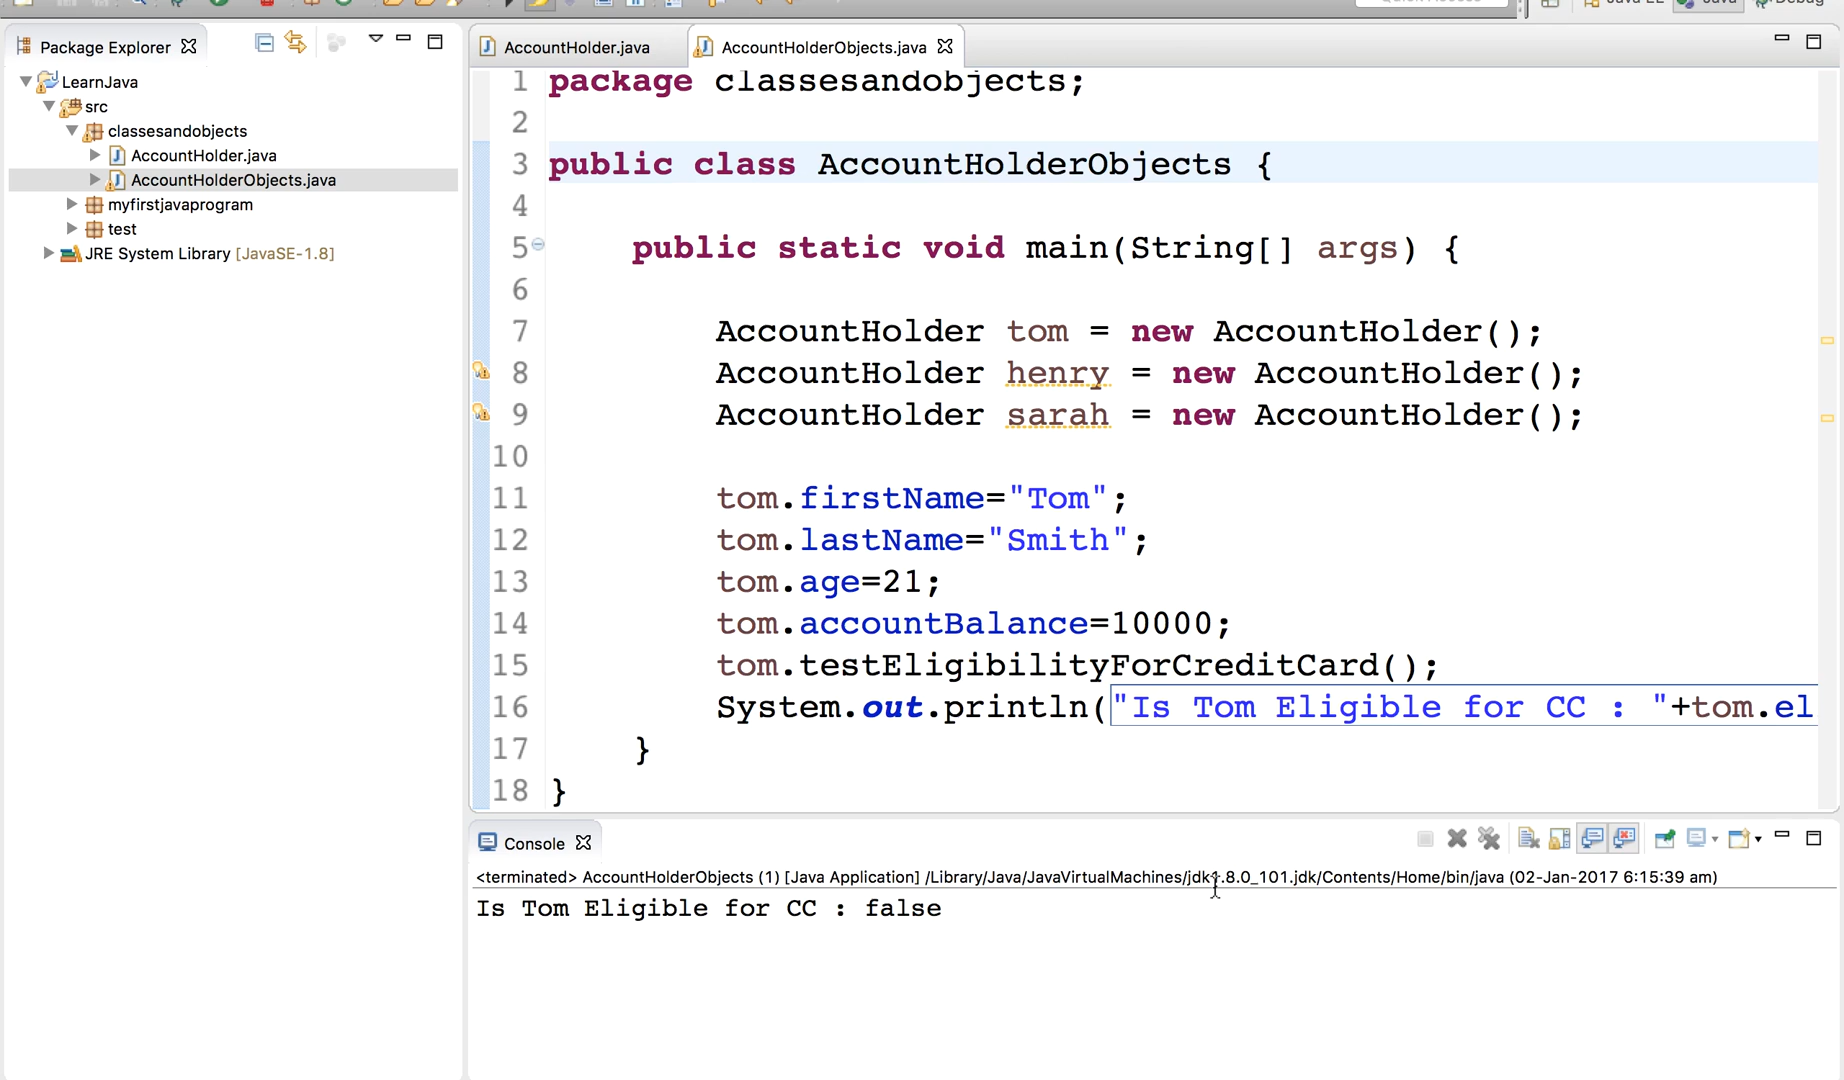 Package Explorer
LearnJava
src
classesandobjects
AccountHolder.java
AccountHolderObjects.java
myfirstjavaprogram
test
JRE System Library [JavaSE-1.8]
AccountHolder.java
AccountHolderObjects.java
1 package classesandobjects;
2
3 public class AccountHolderObjects {
4
5 public static void main(String[] args) {
6
7 AccountHolder tom = new AccountHolder();
8 AccountHolder henry = new AccountHolder();
9 AccountHolder sarah = new AccountHolder();
10
11 tom.firstName="Tom";
12 tom.lastName="Smith";
13 tom.age=21;
14 tom.accountBalance=10000;
15 tom.testEligibilityForCreditCard();
16 System.out.println("Is Tom Eligible for CC : "+tom.el
17 }
18 }
Console
<terminated> AccountHolderObjects (1) [Java Application] /Library/Java/JavaVirtualMachines/jdk1.8.0_101.jdk/Contents/Home/bin/java (02-Jan-2017 6:15:39 am)
Is Tom Eligible for CC : false